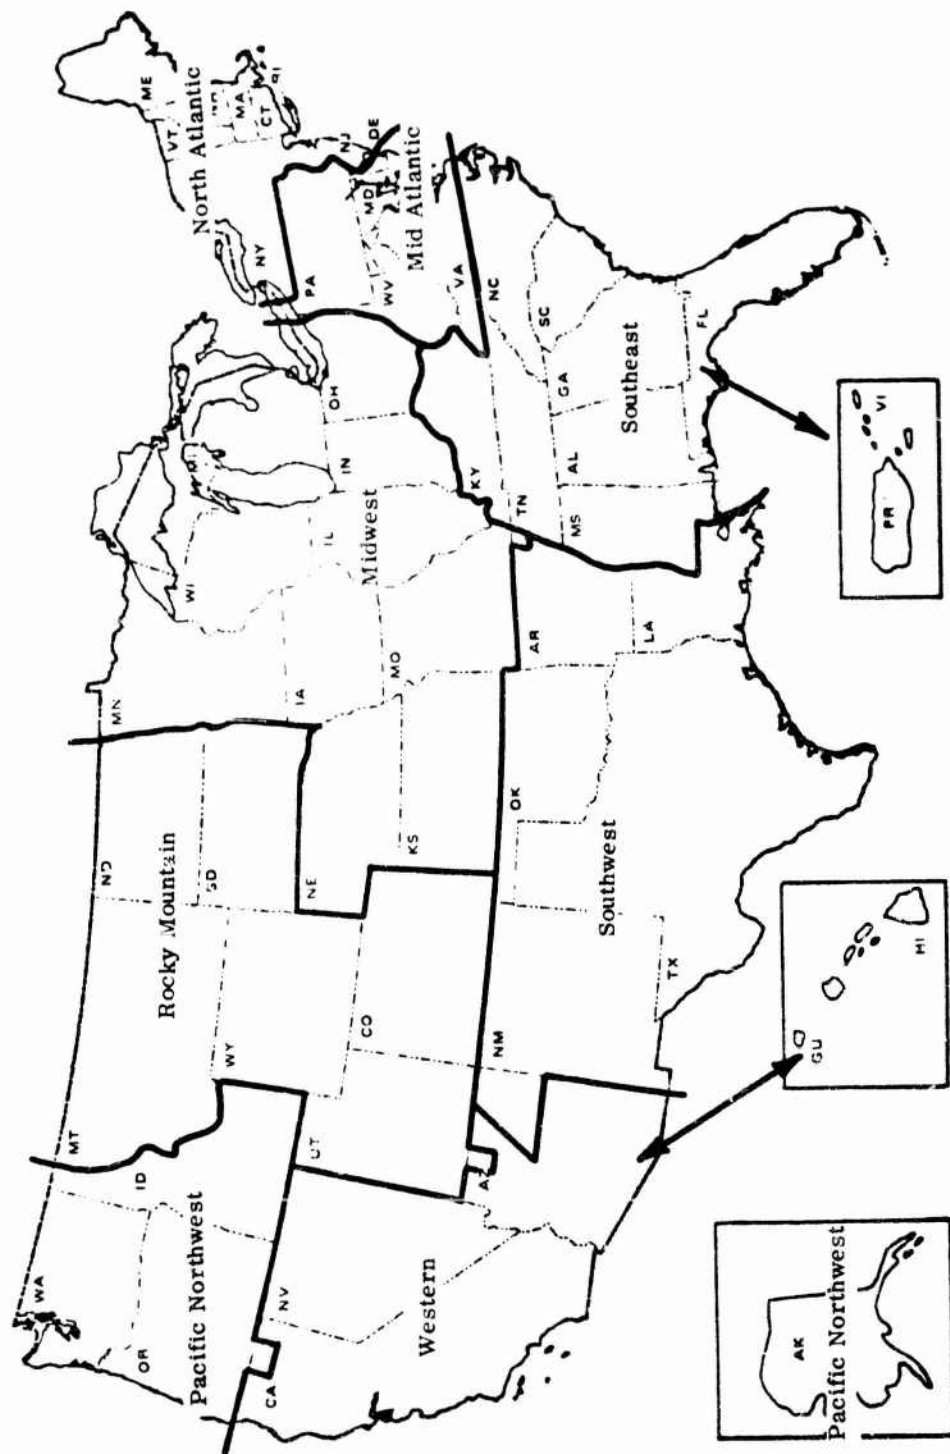 WA
OR
ID
MT
Pacific Northwest
CA
NV
Western
UT
WY
CO
Rocky Mountain
ND
SD
NE
KS
MN
IA
MO
WI
IL
Midwest
IN
OH
NM
TX
OK
Southwest
AR
LA
KY
TN
MS
AL
GA
Southeast
FL
SC
NC
VA
WV
MD
DE
Mid Atlantic
PA
NJ
NY
North Atlantic
VT
ME
MA
CT
RI
AK
Pacific Northwest
GU
HI
PR
VI